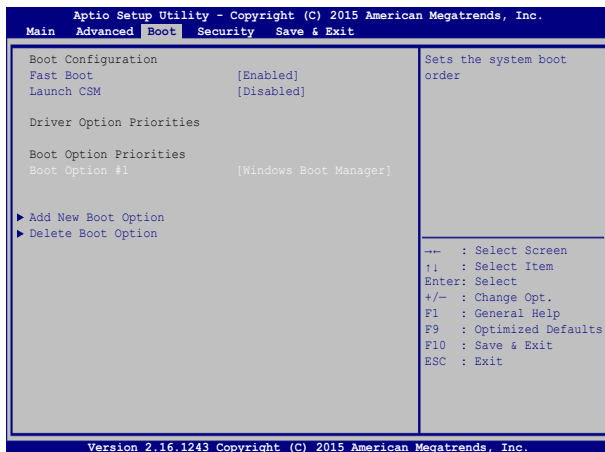 Aptio Setup Utility - Copyright (C) 2015 American Megatrends, Inc.
Main Advanced Boot Security Save & Exit
Boot Configuration
Fast Boot [Enabled]
Launch CSM [Disabled]
Driver Option Priorities
Boot Option Priorities
Boot Option #1 [Windows Boot Manager]
Add New Boot Option
Delete Boot Option
Sets the system boot
order
→← : Select Screen
↑↓ : Select Item
Enter: Select
+/— : Change Opt.
F1 : General Help
F9 : Optimized Defaults
F10 : Save & Exit
ESC : Exit
Version 2.16.1243 Copyright (C) 2015 American Megatrends, Inc.